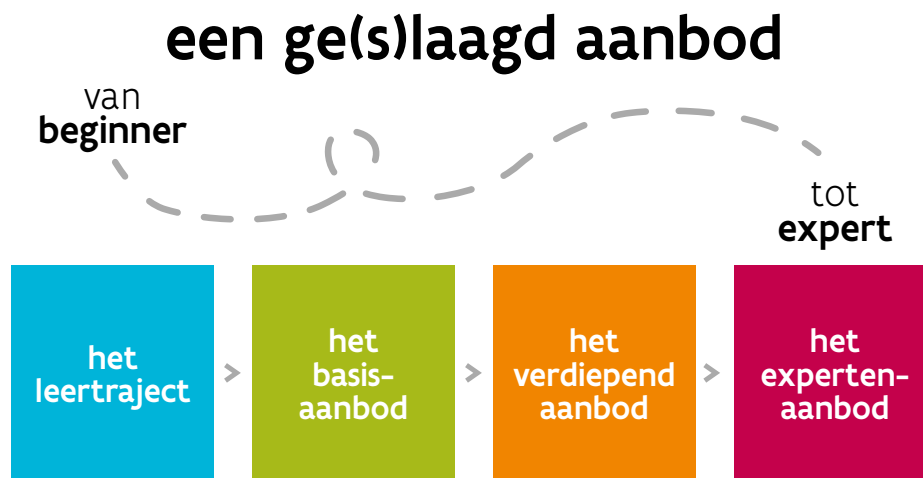 een ge(s)laagd aanbod
van
beginner
tot
expert
het
leertraject
>
het
basis-
aanbod
>
het
verdiepend
aanbod
>
het
experten-
aanbod